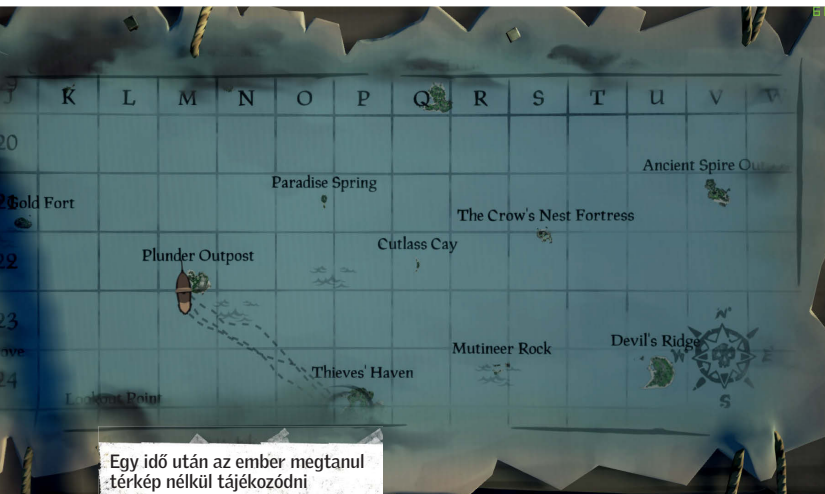 K L M N O P Q R S T U V W
20
Ancient Spire
Paradise Spring
21
Gold Fort
The Crow's Nest Fortress
Cutlass Cay
22
Plunder Outpost
N
23
Devil's Ridge
Mutineer Rock
W E
24
Thieves' Haven
Lookout Point
S
Egy idő után az ember megtanul
térkép nélkül tájékozódni